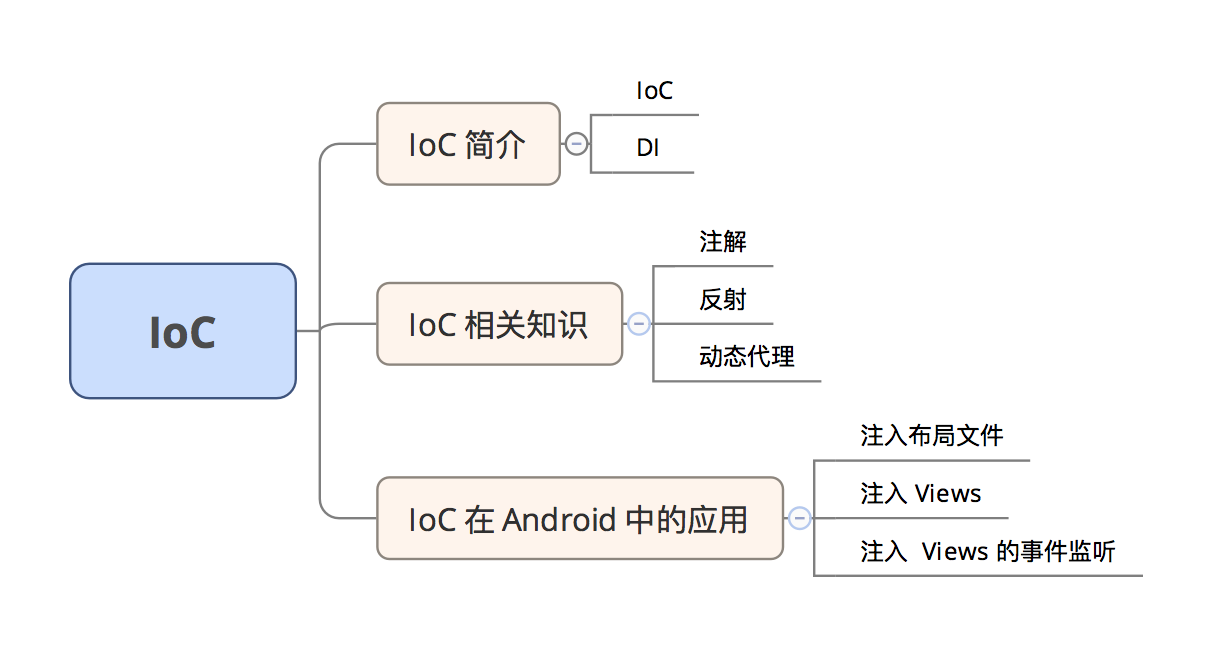 IoC
IoC 简介
IoC
DI
IoC 相关知识
注解
反射
动态代理
IoC 在 Android 中的应用
注入布局文件
注入 Views
注入 Views 的事件监听